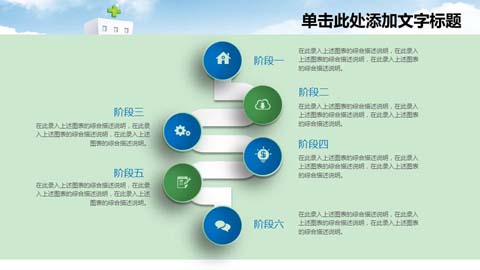 单击此处添加文字标题
阶段一
在此录入上述图表的综合描述说明，在此录
入上述图表的综合描述说明，在此录入上述
图表的综合描述说明。
阶段二
在此录入上述图表的综合描述说明，在此录
入上述图表的综合描述说明，在此录入上述
图表的综合描述说明。
阶段三
在此录入上述图表的综合描述说明，在此录
入上述图表的综合描述说明，在此录入上述
图表的综合描述说明。
阶段四
在此录入上述图表的综合描述说明，在此录
入上述图表的综合描述说明，在此录入上述
图表的综合描述说明。
阶段五
在此录入上述图表的综合描述说明，在此录
入上述图表的综合描述说明，在此录入上述
图表的综合描述说明。
阶段六
在此录入上述图表的综合描述说明，在此录
入上述图表的综合描述说明，在此录入上述
图表的综合描述说明。